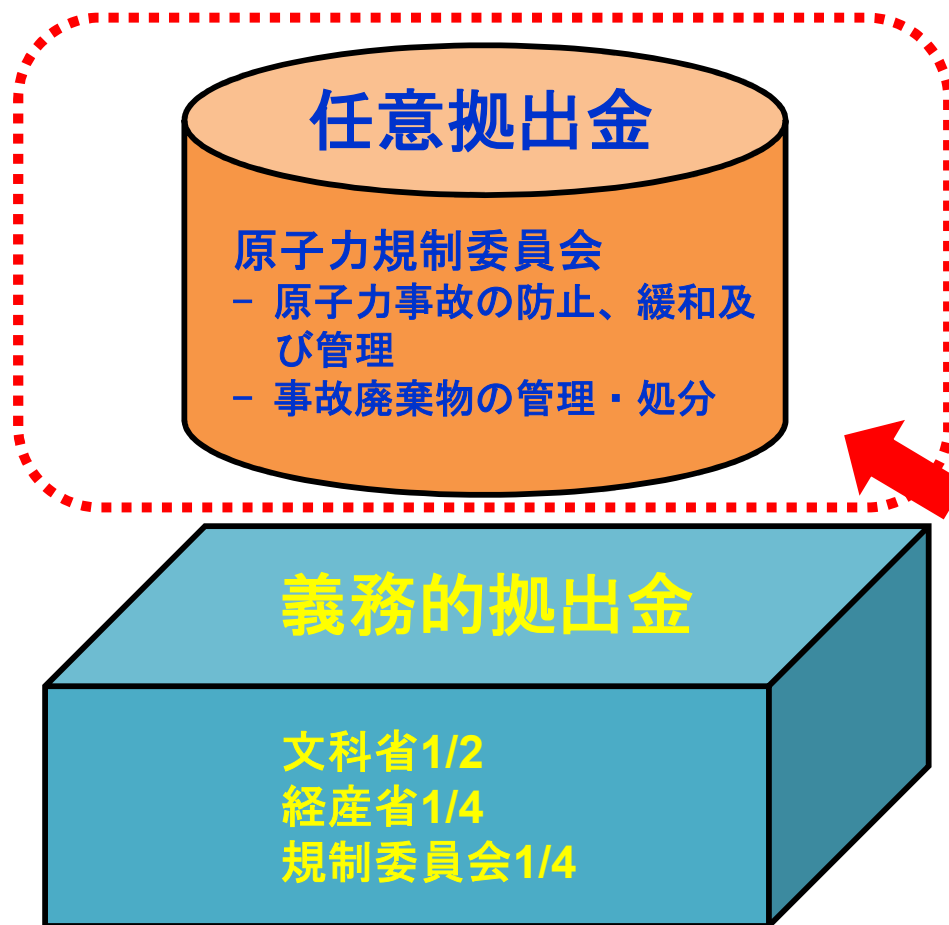 任意拠出金
原子力規制委員会
− 原子力事故の防止、緩和及
び管理
− 事故廃棄物の管理・処分
義務的拠出金
文科省1/2
経産省1/4
規制委員会1/4